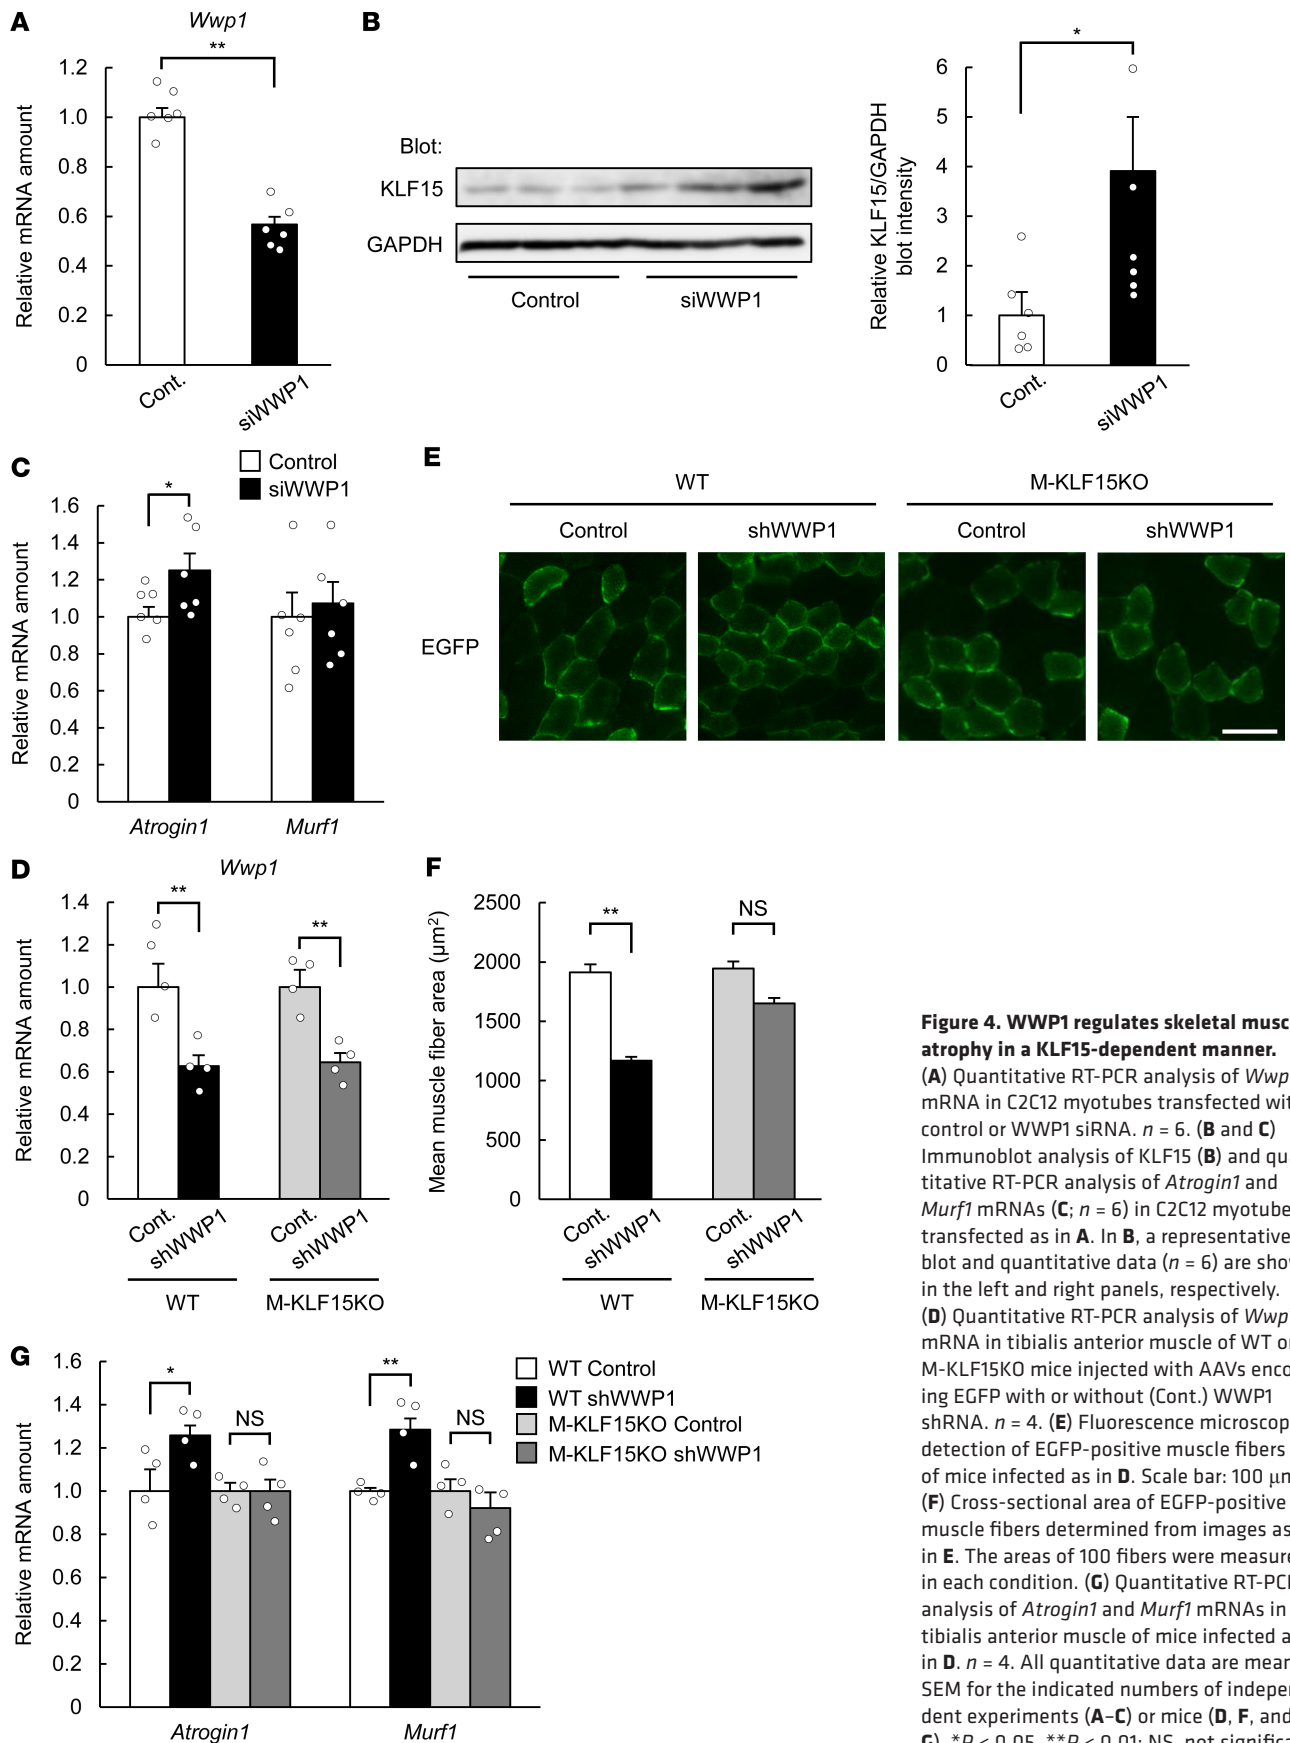 A
Wwp1
**
Relative mRNA amount
1.2
1.0
0.8
0.6
0.4
0.2
0
Cont.
siWWP1
B
Blot:
KLF15
GAPDH
Control
siWWP1
*
Relative KLF15/GAPDH
blot intensity
6
5
4
3
2
1
0
Cont.
siWWP1
C
Control
siWWP1
*
Relative mRNA amount
1.6
1.4
1.2
1.0
0.8
0.6
0.4
0.2
0
Atrogin1
Murf1
E
WT
M-KLF15KO
Control
shWWP1
Control
shWWP1
EGFP
D
Wwp1
**
**
Relative mRNA amount
1.4
1.2
1.0
0.8
0.6
0.4
0.2
0
Cont.
shWWP1
Cont.
shWWP1
WT
M-KLF15KO
F
**
NS
Mean muscle fiber area (µm²)
2500
2000
1500
1000
500
0
Cont.
shWWP1
Cont.
shWWP1
WT
M-KLF15KO
G
WT Control
WT shWWP1
M-KLF15KO Control
M-KLF15KO shWWP1
*
NS
**
NS
Relative mRNA amount
1.6
1.4
1.2
1.0
0.8
0.6
0.4
0.2
0
Atrogin1
Murf1
Figure 4. WWP1 regulates skeletal musc
atrophy in a KLF15-dependent manner.
(A) Quantitative RT-PCR analysis of Wwp
mRNA in C2C12 myotubes transfected wit
control or WWP1 siRNA. n = 6. (B and C)
Immunoblot analysis of KLF15 (B) and qua
titative RT-PCR analysis of Atrogin1 and
Murf1 mRNAs (C; n = 6) in C2C12 myotube
transfected as in A. In B, a representative
blot and quantitative data (n = 6) are sho
in the left and right panels, respectively.
(D) Quantitative RT-PCR analysis of Wwp
mRNA in tibialis anterior muscle of WT o
M-KLF15KO mice injected with AAVs enco
ing EGFP with or without (Cont.) WWP1
shRNA. n = 4. (E) Fluorescence microscop
detection of EGFP-positive muscle fibers
of mice infected as in D. Scale bar: 100 μm
(F) Cross-sectional area of EGFP-positive
muscle fibers determined from images as
in E. The areas of 100 fibers were measure
in each condition. (G) Quantitative RT-PCR
analysis of Atrogin1 and Murf1 mRNAs in
tibialis anterior muscle of mice infected a
in D. n = 4. All quantitative data are mean
SEM for the indicated numbers of indepen
dent experiments (A–C) or mice (D, F, and
G). *P < 0.05, **P < 0.01; NS, not significa